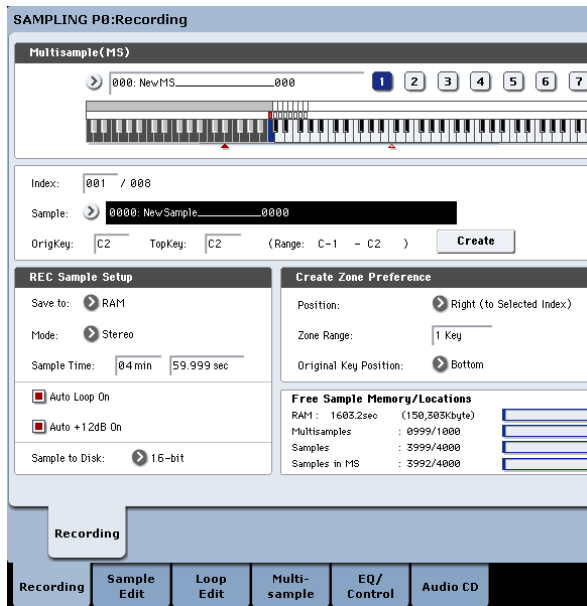 SAMPLING P0:Recording
Multisample(MS)
000: NewMS_______________000
1 2 3 4 5 6 7
Index: 001 / 008
Sample: 0000: NewSample___________0000
OrigKey: C2 TopKey: C2 (Range: C-1 - C2 ) Create
REC Sample Setup
Save to: RAM
Mode: Stereo
Sample Time: 04 min 59.999 sec
Auto Loop On
Auto +12dB On
Sample to Disk: 16-bit
Create Zone Preference
Position: Right (to Selected Index)
Zone Range: 1 Key
Original Key Position: Bottom
Free Sample Memory/Locations
RAM : 1603.2sec (150,303Kbyte)
Multisamples : 0999/1000
Samples : 3999/4000
Samples in MS : 3992/4000
Recording
Recording
Sample Edit
Loop Edit
Multi-sample
EQ/ Control
Audio CD